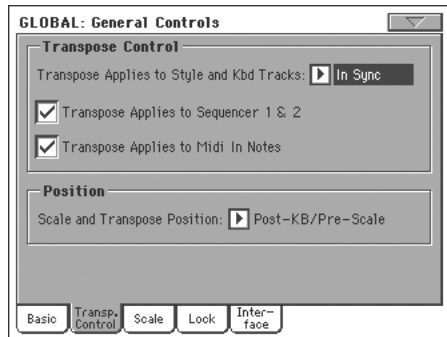 GLOBAL: General Controls
Transpose Control
Transpose Applies to Style and Kbd Tracks: In Sync
Transpose Applies to Sequencer 1 & 2
Transpose Applies to Midi In Notes
Position
Scale and Transpose Position: Post-KB/Pre-Scale
Basic Transp. Control Scale Lock Inter-face